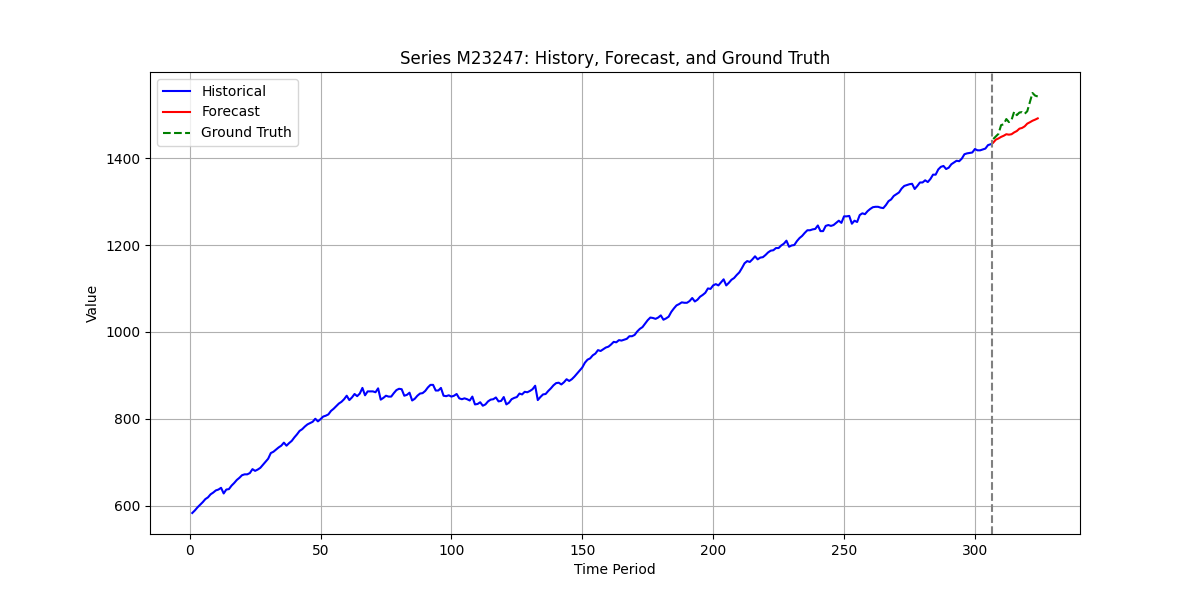 Series M23247: History, Forecast, and Ground Truth
Historical
Forecast
Ground Truth
Value
1400
1200
1000
800
600
0 50 100 150 200 250 300
Time Period